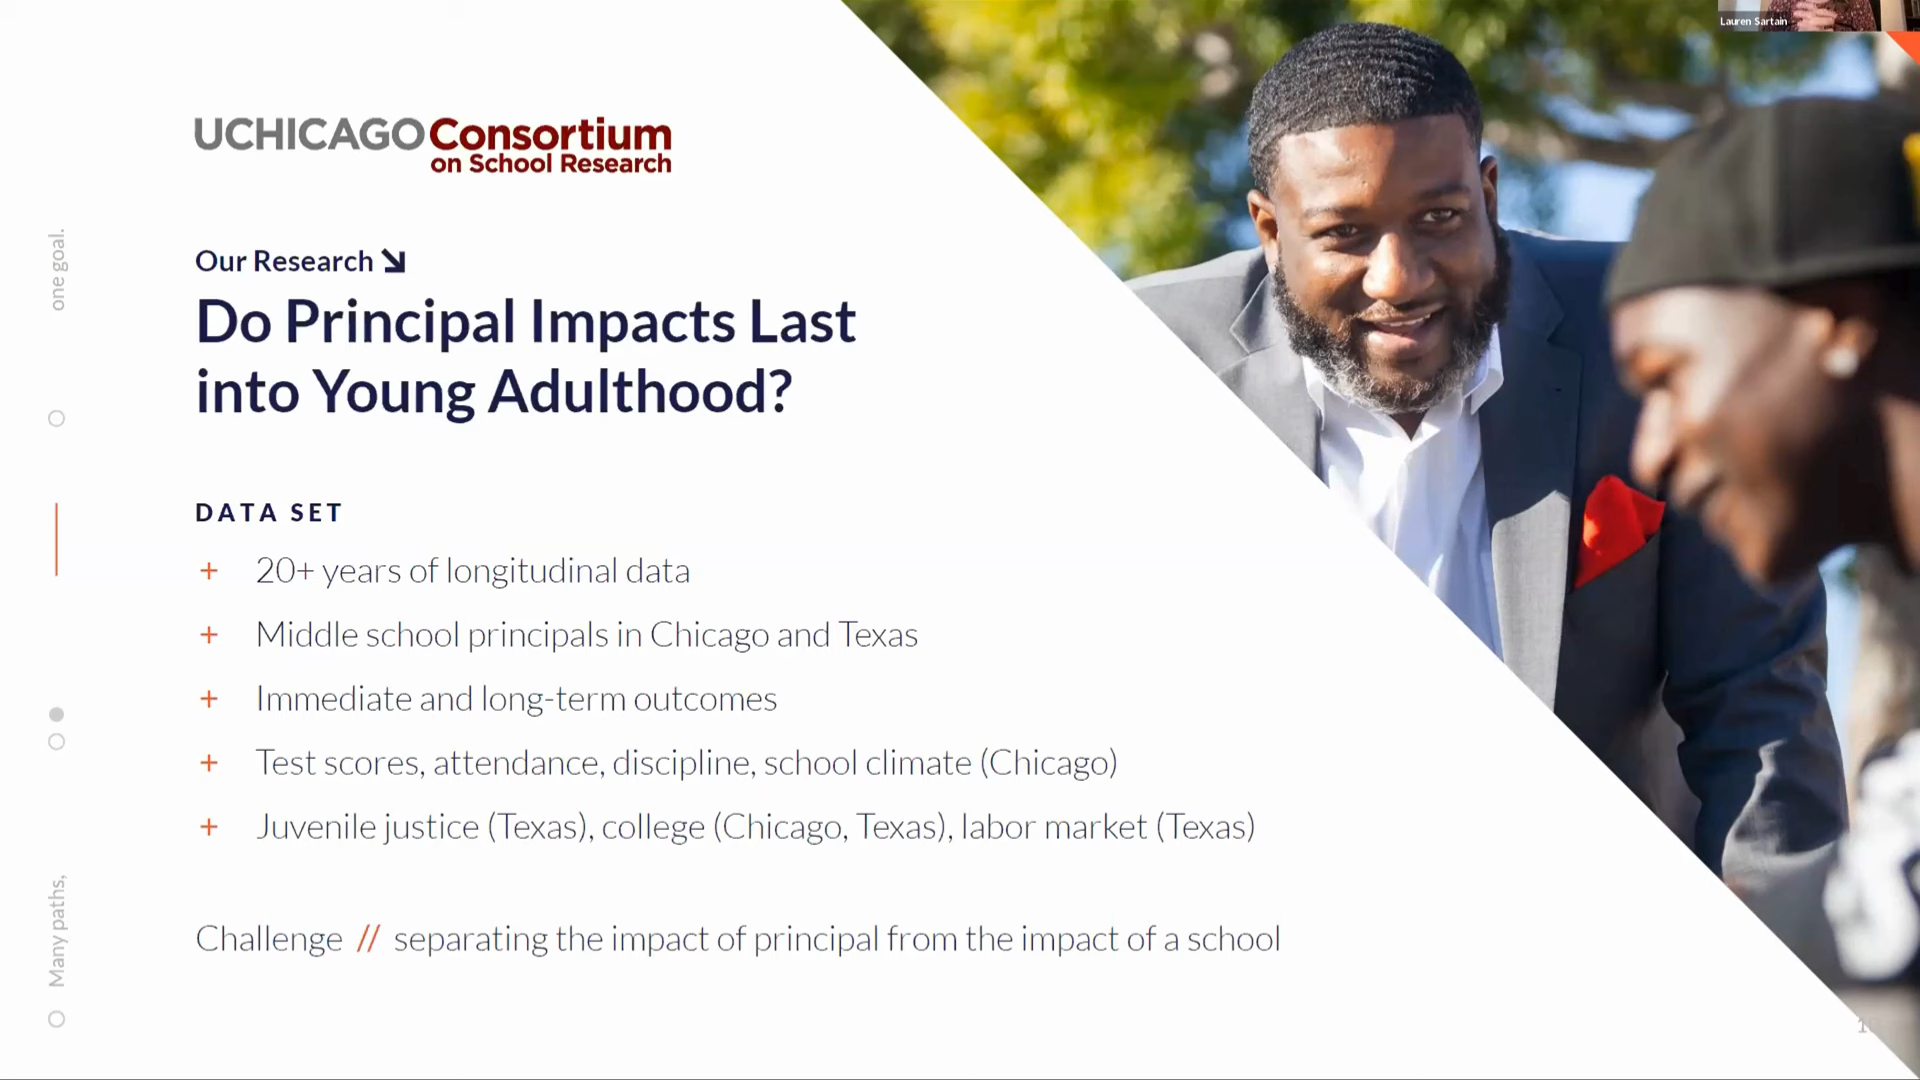 Lauren Sartain
UCHICAGO Consortium
on School Research
Our Research
Do Principal Impacts Last
into Young Adulthood?
DATA SET
+ 20+ years of longitudinal data
+ Middle school principals in Chicago and Texas
+ Immediate and long-term outcomes
+ Test scores, attendance, discipline, school climate (Chicago)
+ Juvenile justice (Texas), college (Chicago, Texas), labor market (Texas)
Challenge // separating the impact of principal from the impact of a school
Many paths,
one goal.